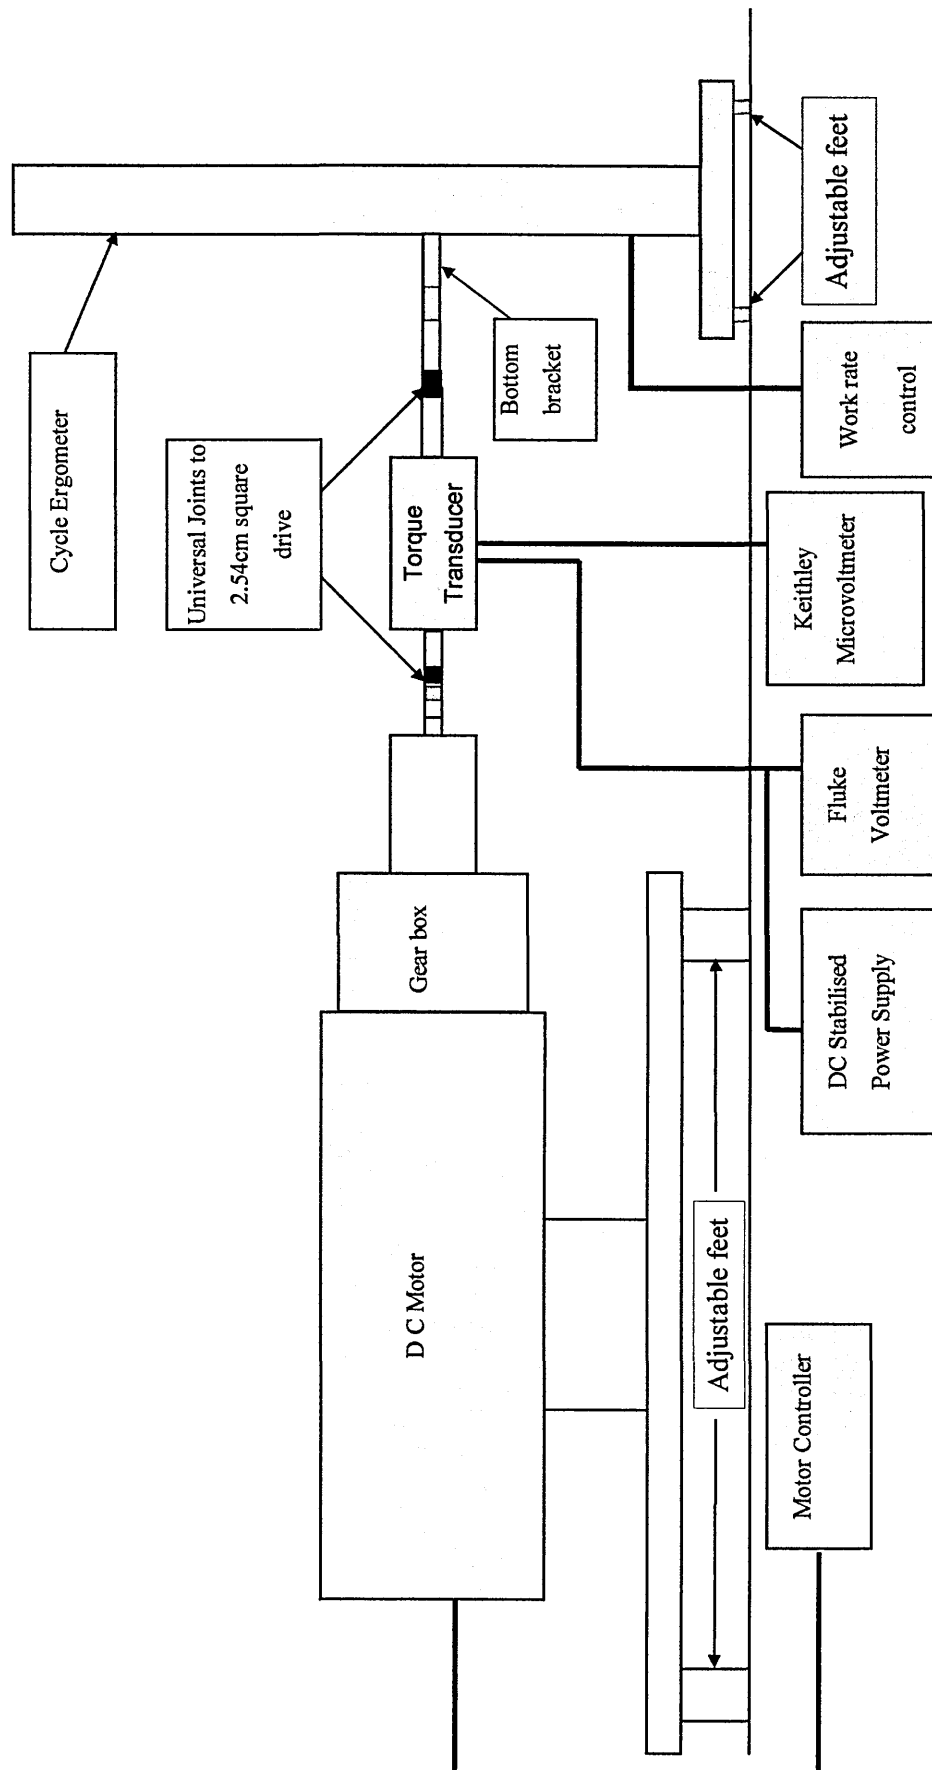 Cycle Ergometer
Universal Joints to
2.54cm square
drive
Bottom
bracket
Torque
Transducer
Gear box
D C Motor
Adjustable feet
Adjustable feet
Work rate
control
Keithley
Microvoltmeter
Fluke
Voltmeter
DC Stabilised
Power Supply
Motor Controller